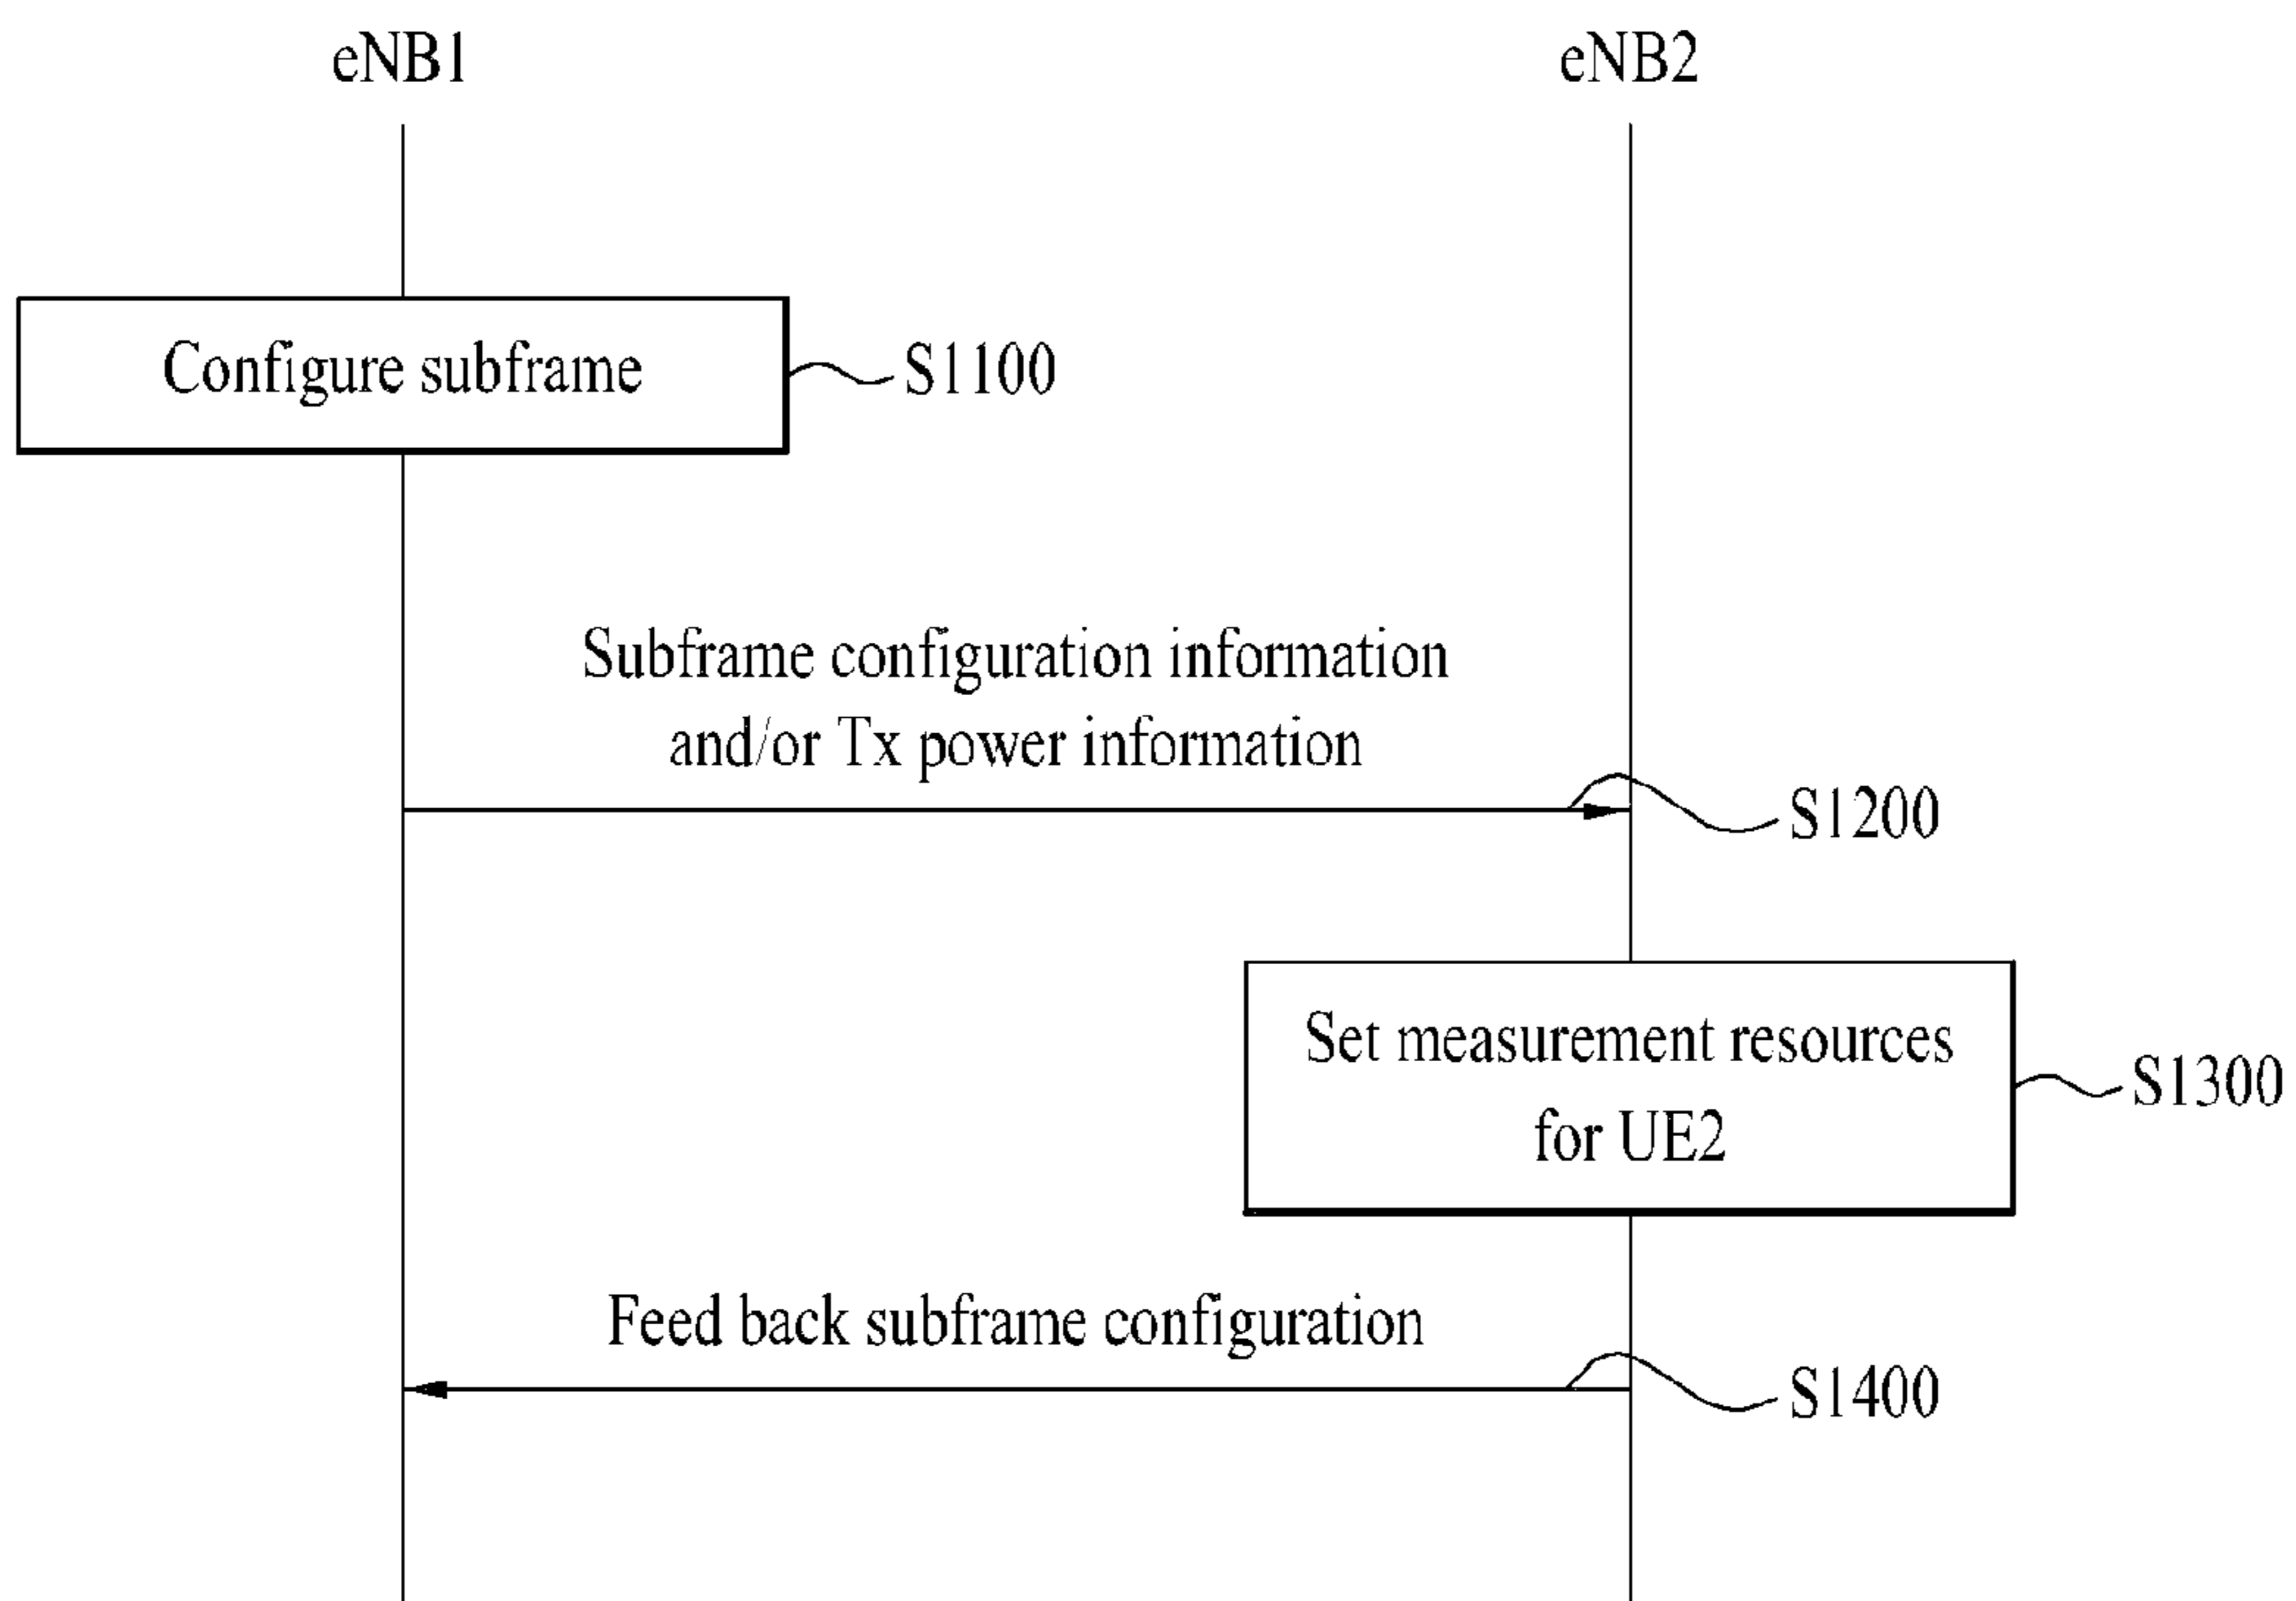 eNB1
eNB2
Configure subframe
S1100
Subframe configuration information
and/or Tx power information
S1200
Set measurement resources
for UE2
S1300
Feed back subframe configuration
S1400